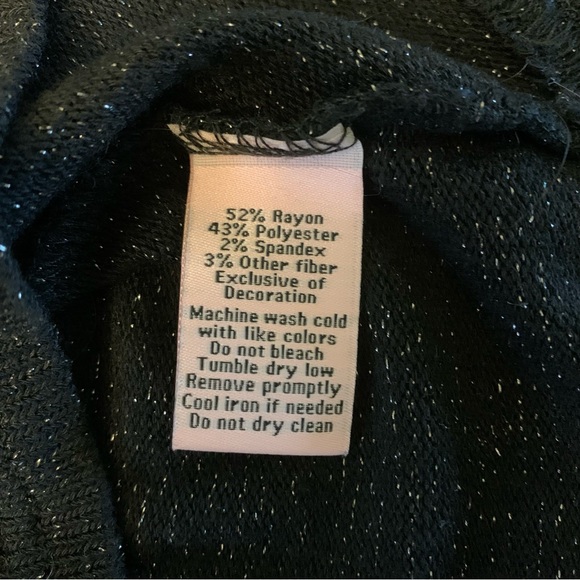 52% Rayon
43% Polyester
2% Spandex
3% Other fiber
Exclusive of
Decoration
Machine wash cold
with like colors
Do not bleach
Tumble dry low
Remove promptly
Cool iron if needed
Do not dry clean